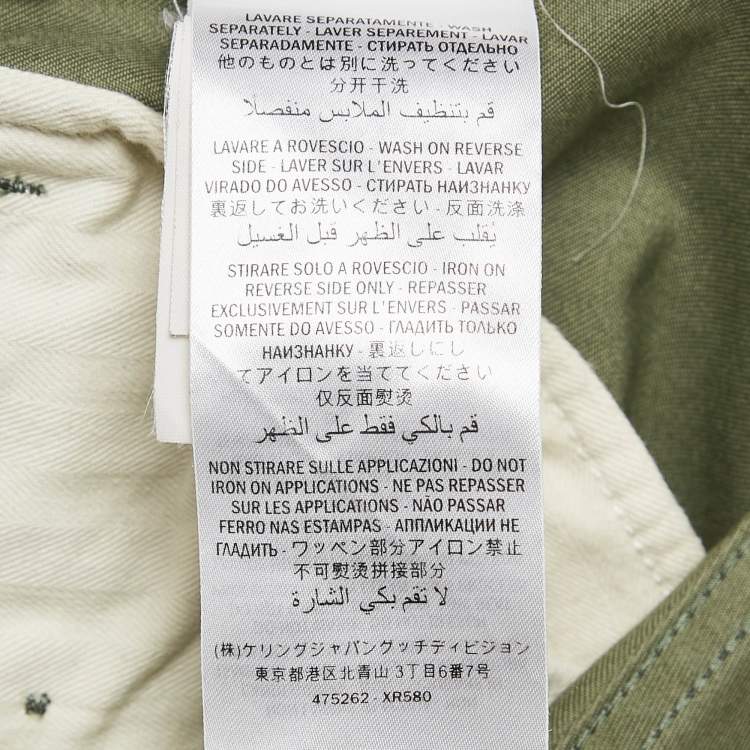 LAVARE SEPARATAMENTE - WASH
SEPARATELY - LAVER SEPAREMENT - LAVAR
SEPARADAMENTE - СТИРАТЬ ОТДЕЛЬНО
他のものとは別に洗ってください
分开干洗
قم بتنظيف الملابس منفصلًا
LAVARE A ROVESCIO - WASH ON REVERSE
SIDE - LAVER SUR L'ENVERS - LAVAR
VIRADO DO AVESSO - СТИРАТЬ НАИЗНАНКУ
裏返してお洗いください - 反面洗涤
يُقلب على الظهر قبل الغسيل
STIRARE SOLO A ROVESCIO - IRON ON
REVERSE SIDE ONLY - REPASSER
EXCLUSIVEMENT SUR L'ENVERS - PASSAR
SOMENTE DO AVESSO - ГЛАДИТЬ ТОЛЬКО
НАИЗНАНКУ - 裏返しにし
てアイロンを当ててください
仅反面熨烫
قم بالكي فقط على الظهر
NON STIRARE SULLE APPLICAZIONI - DO NOT
IRON ON APPLICATIONS - NE PAS REPASSER
SUR LES APPLICATIONS - NÃO PASSAR
FERRO NAS ESTAMPAS - АППЛИКАЦИИ НЕ
ГЛАДИТЬ - ワッペン部分アイロン禁止
不可熨烫拼接部分
لا تقم بكي الشارة
(株)ケリングジャパングッチディビジョン
東京都港区北青山 3丁目6番7号
475262 - XR580